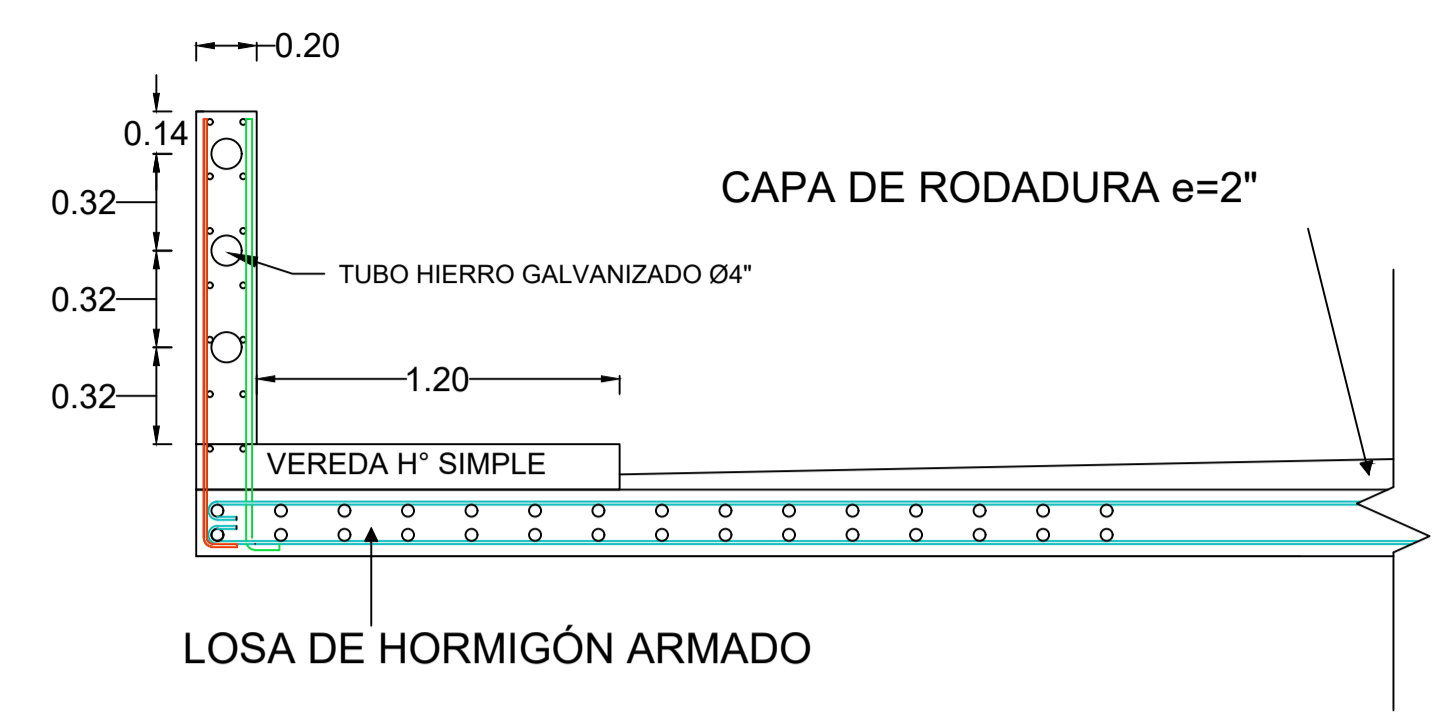 0.20
0.14
CAPA DE RODADURA e=2"
0.32
TUBO HIERRO GALVANIZADO Ø4"
0.32
1.20
0.32
VEREDA H° SIMPLE
LOSA DE HORMIGÓN ARMADO